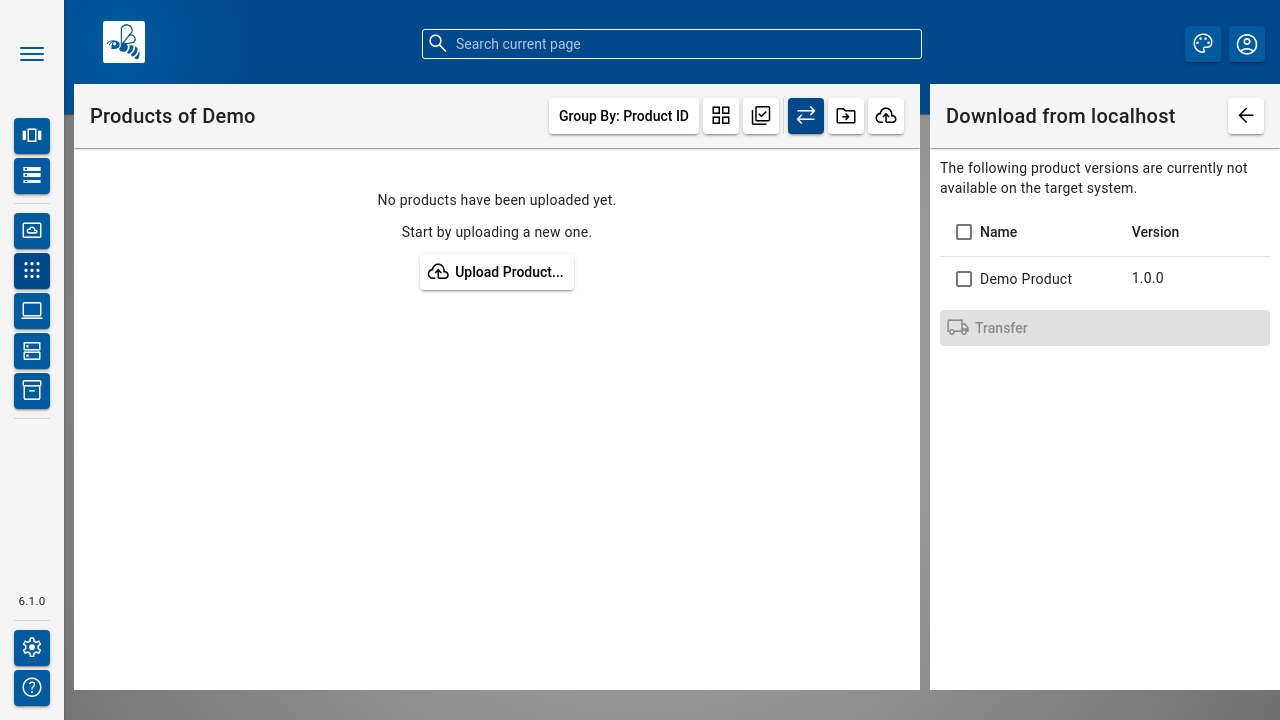 Search current page
Products of Demo
Group By: Product ID
Download from localhost
No products have been uploaded yet.
Start by uploading a new one.
Upload Product...
The following product versions are currently not
available on the target system.
Name Version
Demo Product 1.0.0
Transfer
6.1.0